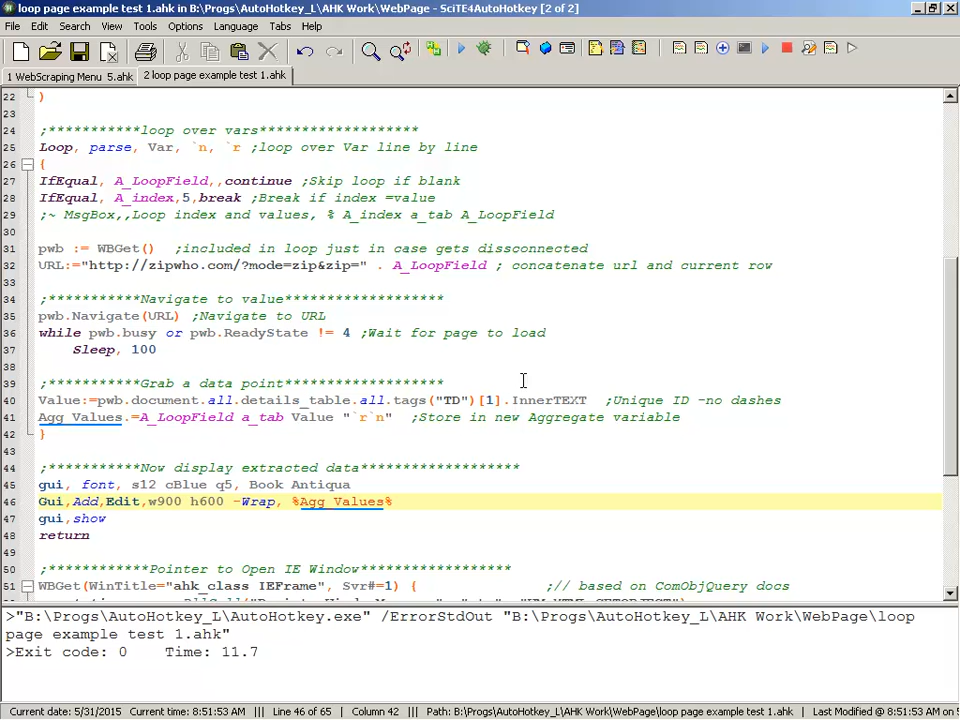 loop page example test 1.ahk in B:\Progs\AutoHotkey_L\AHK Work\WebPage - SciTE4AutoHotkey [2 of 2]
File Edit Search View Tools Options Language Tabs Help
1 WebScraping Menu 5.ahk 2 loop page example test 1.ahk
22 )
23
24 ;***********loop over vars*******************
25 Loop, parse, Var, `n, `r ;loop over Var line by line
26 {
27 IfEqual, A_LoopField,,continue ;Skip loop if blank
28 IfEqual, A_index,5,break ;Break if index =value
29 ;~ MsgBox,,Loop index and values, % A_index a_tab A_LoopField
30
31 pwb := WBGet() ;included in loop just in case gets dissconnected
32 URL:="http://zipwho.com/?mode=zip&zip=" . A_LoopField ; concatenate url and current row
33
34 ;***********Navigate to value*******************
35 pwb.Navigate(URL) ;Navigate to URL
36 while pwb.busy or pwb.ReadyState != 4 ;Wait for page to load
37 Sleep, 100
38
39 ;***********Grab a data point*******************
40 Value:=pwb.document.all.details_table.all.tags("TD")[1].InnerTEXT ;Unique ID -no dashes
41 Agg_Values.=A_LoopField a_tab Value "`r`n" ;Store in new Aggregate variable
42 }
43
44 ;***********Now display extracted data*******************
45 gui, font, s12 cBlue q5, Book Antiqua
46 Gui,Add,Edit,w900 h600 -Wrap, %Agg_Values%
47 gui,show
48 return
49
50 ;***********Pointer to Open IE Window******************
51 WBGet(WinTitle="ahk_class IEFrame", Svr#=1) { ;// based on ComObjQuery docs
>"B:\Progs\AutoHotkey_L\AutoHotkey.exe" /ErrorStdOut "B:\Progs\AutoHotkey_L\AHK Work\WebPage\loop
page example test 1.ahk"
>Exit code: 0 Time: 11.7
Current date: 5/31/2015 Current time: 8:51:53 AM ||| Line 46 of 65 Column 42 ||| Path: B:\Progs\AutoHotkey_L\AHK Work\WebPage\loop page example test 1.ahk | Last Modified @ 8:51:53 AM on 5